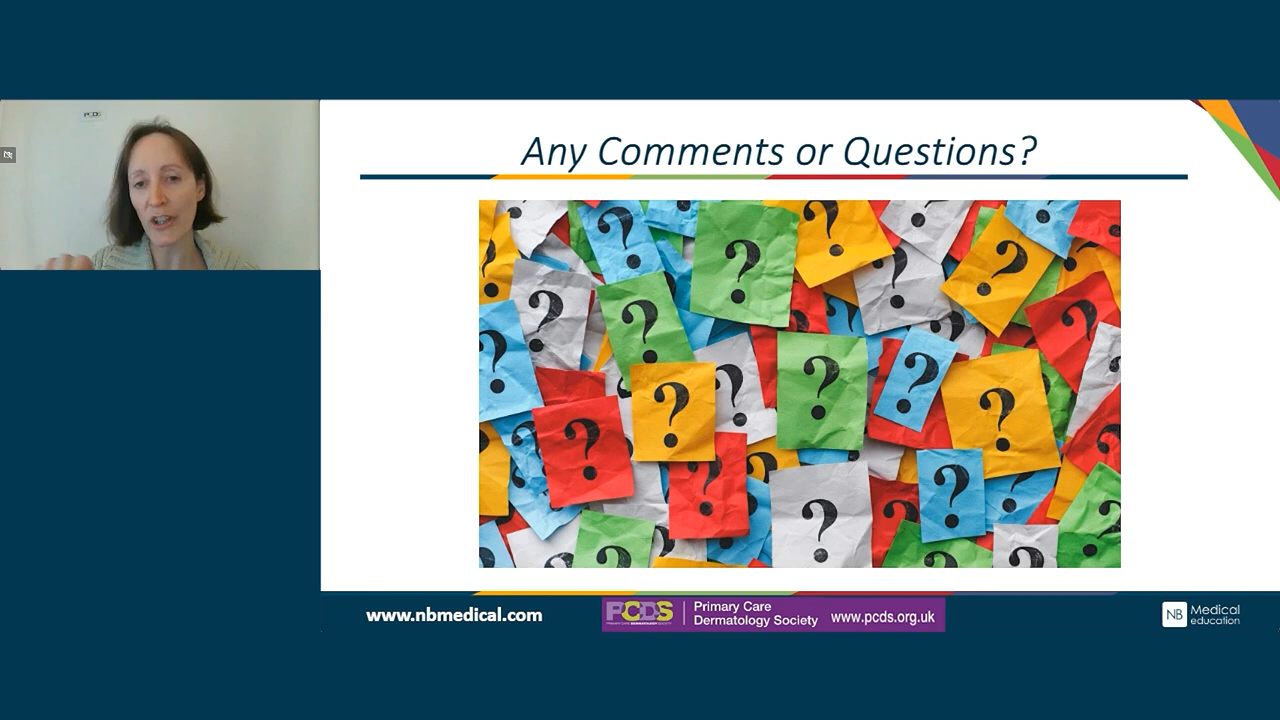 PCDS
Any Comments or Questions?
www.nbmedical.com
PCDS
Primary Care
Dermatology Society
www.pcds.org.uk
NB
Medical
education